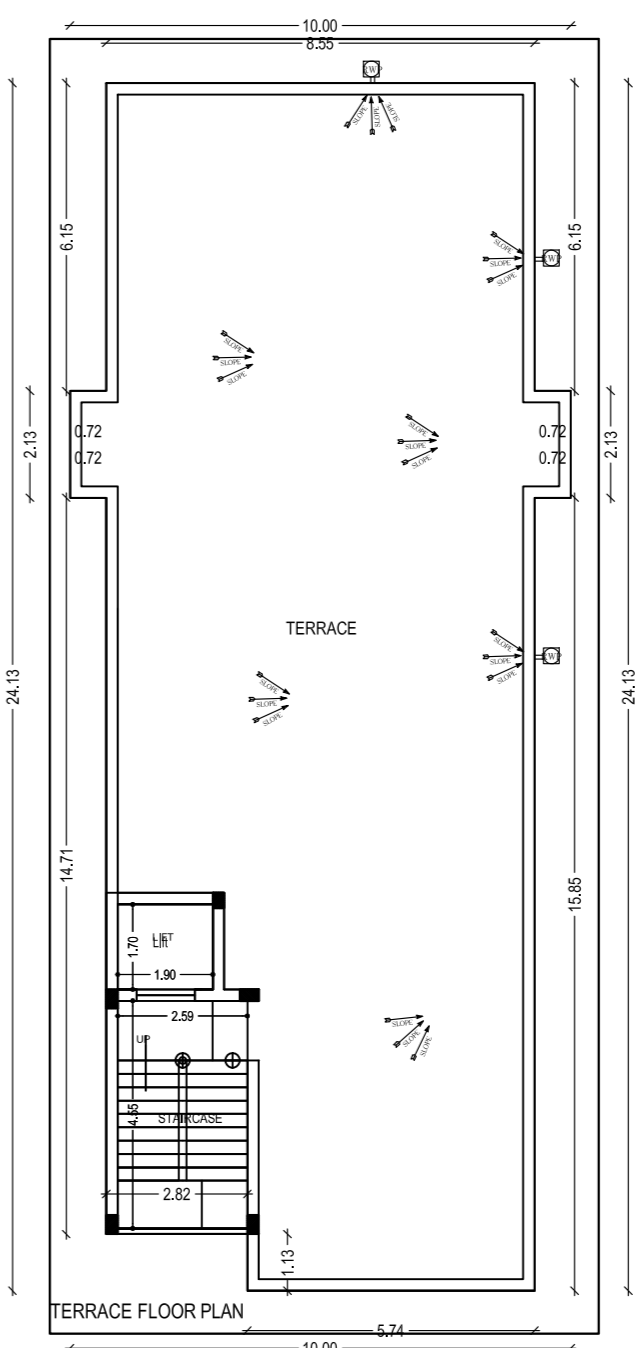 10.00
8.55
RWP
SLOPE
SLOPE
SLOPE
6.15
6.15
SLOPE
SLOPE
SLOPE
RWP
SLOPE
SLOPE
SLOPE
2.13
0.72
0.72
SLOPE
SLOPE
SLOPE
0.72
0.72
2.13
TERRACE
24.13
24.13
SLOPE
SLOPE
SLOPE
RWP
SLOPE
SLOPE
SLOPE
14.71
15.85
LIFT
Lift
1.70
1.90
2.59
SLOPE
SLOPE
SLOPE
UP
4.55
STAIRCASE
2.82
1.13
TERRACE FLOOR PLAN
5.74
10.00